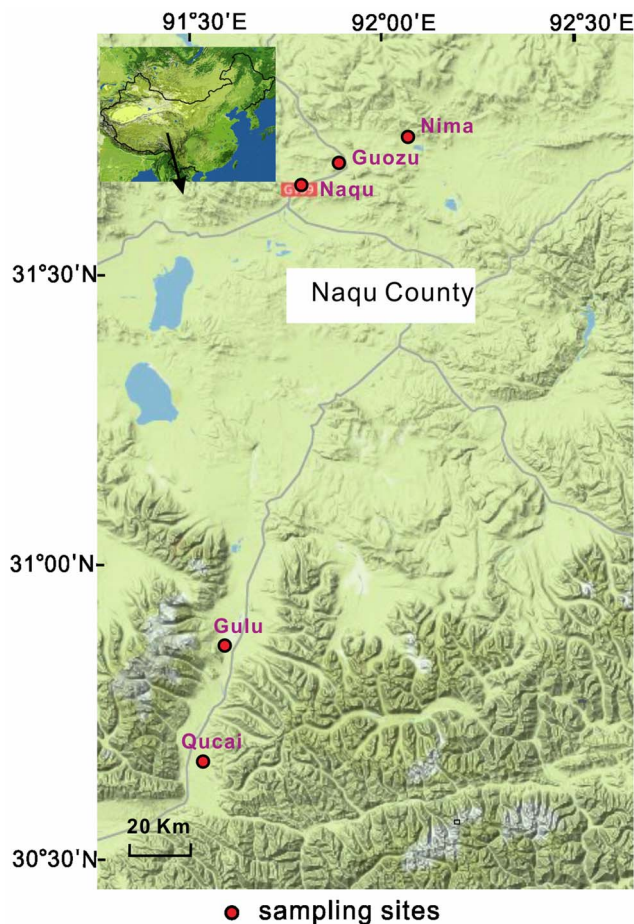 91°30'E 92°00'E 92°30'E
Nima
Guozu
Naqu
31°30'N
Naqu County
31°00'N
Gulu
Qucai
20 Km
30°30'N
sampling sites